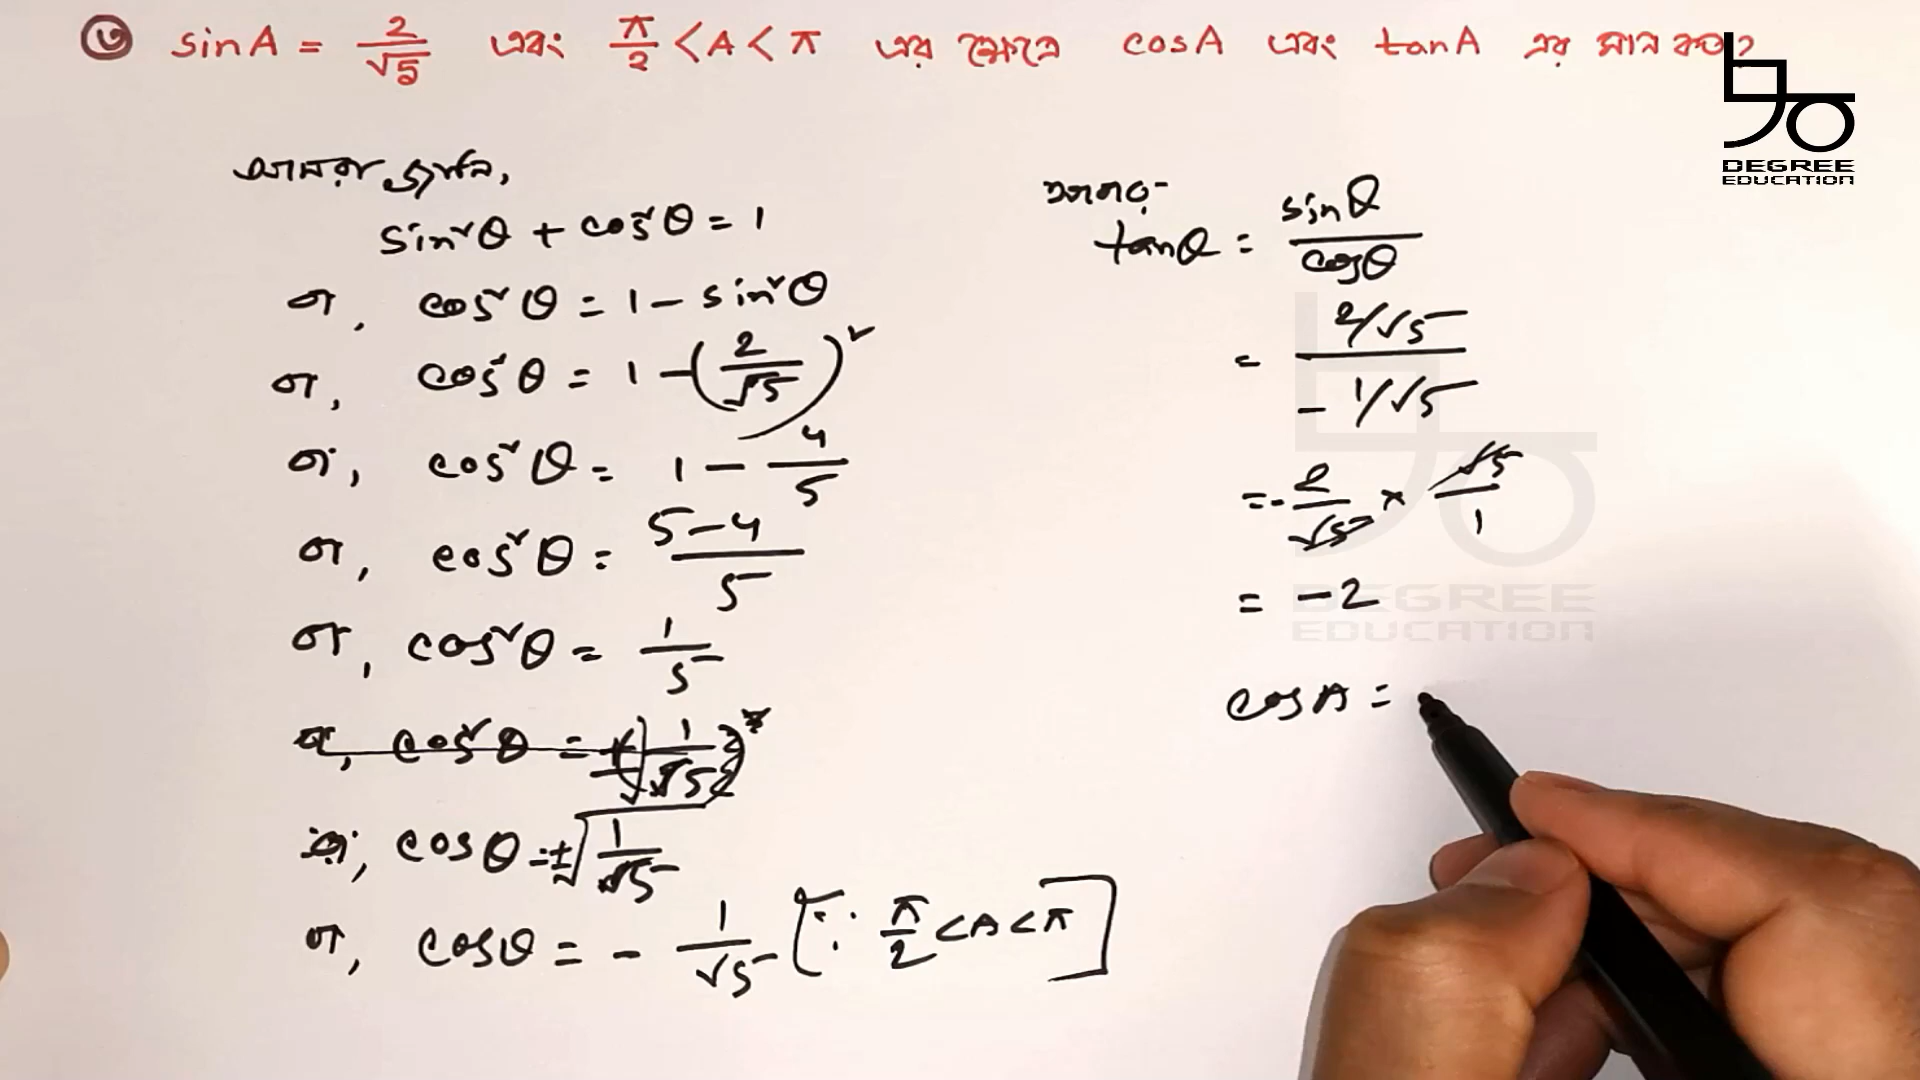 ৩ sinA = 2/√5 এবং π/2 < A < π এর ক্ষেত্রে cosA এবং tanA এর মান কত?
DEGREE
EDUCATION
আমরা জানি,
sin²θ + cos²θ = 1
বা, cos²θ = 1 - sin²θ
বা, cos²θ = 1 - (2/√5)²
বা, cos²θ = 1 - 4/5
বা, cos²θ = (5-4)/5
বা, cos²θ = 1/5
বা, cosθ = ±√(1/5)
বা, cosθ = - 1/√5 [∵ π/2 < A < π]
আবার,
tanθ = sinθ/cosθ
= (2/√5)/(- 1/√5)
= - 2/√5 × √5/1
= -2
cosA =
DEGREE
EDUCATION